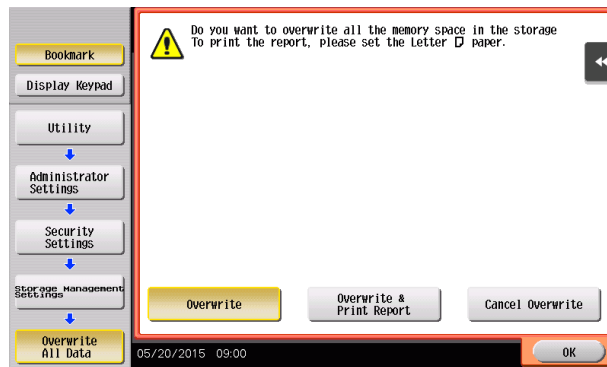 Do you want to overwrite all the memory space in the storage
To print the report, please set the Letter paper.
Bookmark
Display Keypad
Utility
Administrator
Settings
Security
Settings
Storage Management
Settings
Overwrite
All Data
Overwrite
Overwrite &
Print Report
Cancel Overwrite
05/20/2015 09:00
OK